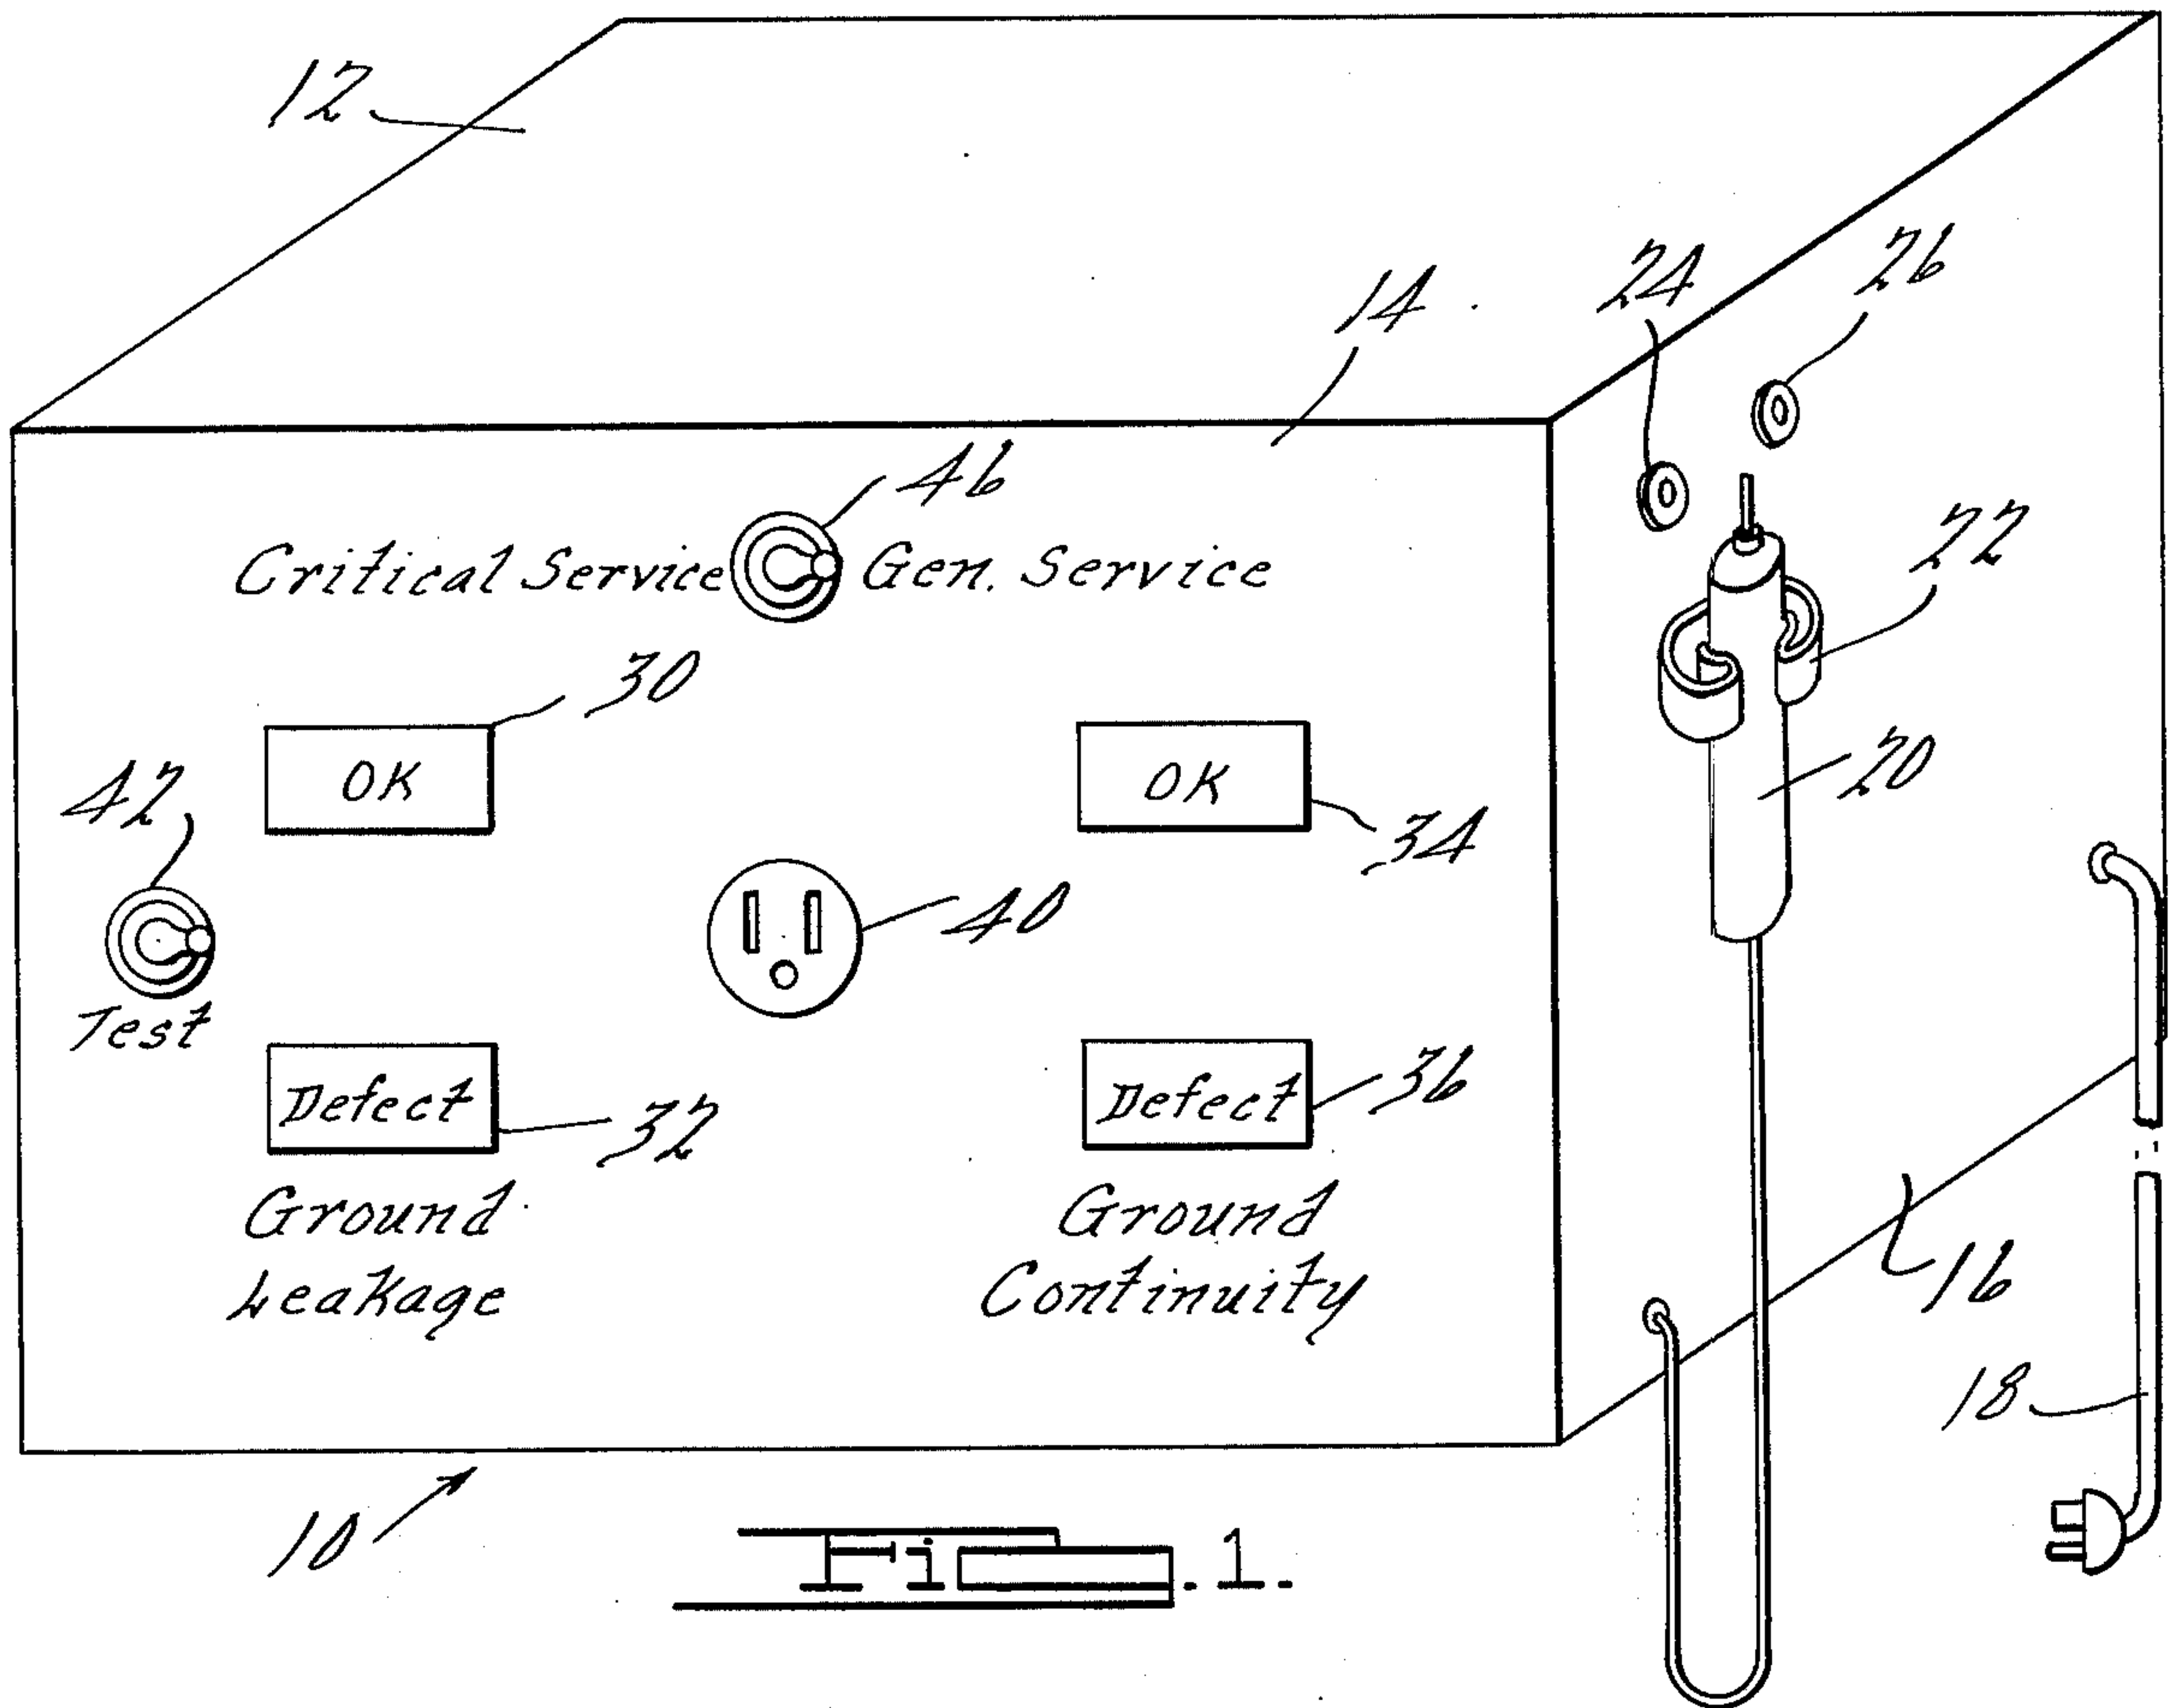 12
24
26
14
46
Critical Service
Gen. Service
22
30
OK
OK
42
34
20
40
Test
Defect
Defect
36
32
Ground
Leakage
Ground
Continuity
16
18
10
Fig. 1.